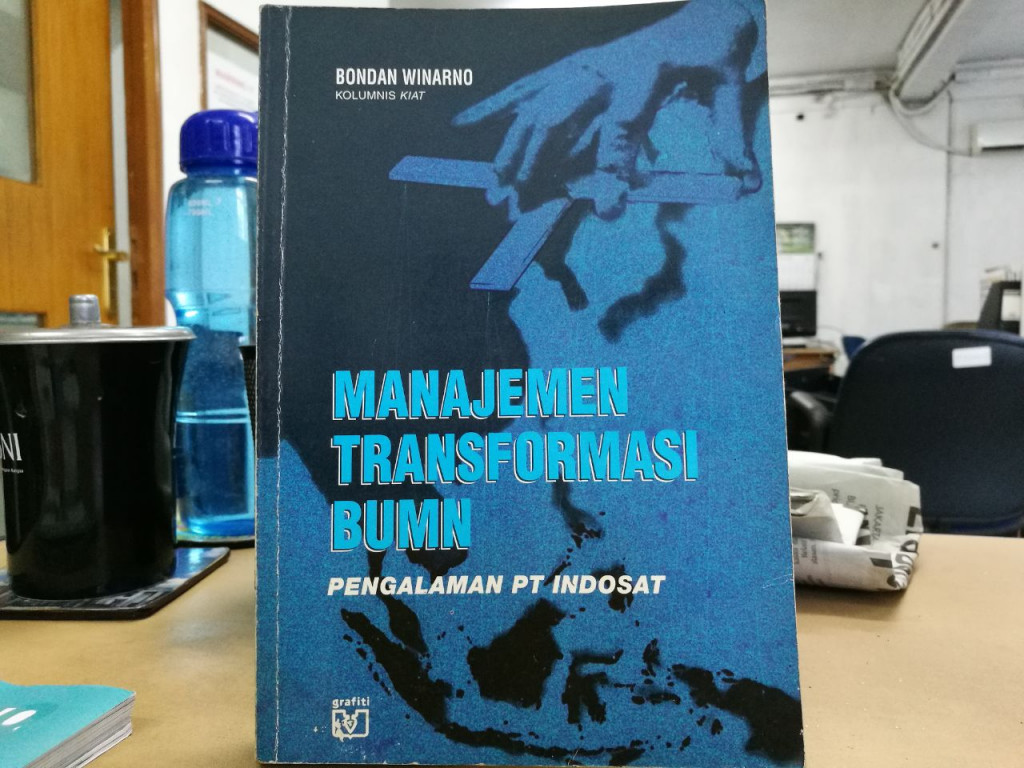 BONDAN WINARNO
KOLUMNIS KIAT
MANAJEMEN
TRANSFORMASI
BUMN
PENGALAMAN PT INDOSAT
grafiti